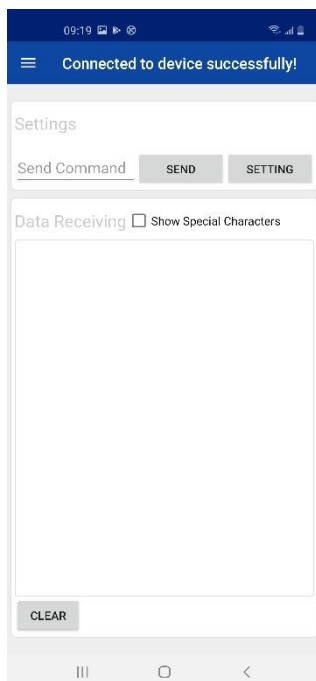 09:19
Connected to device successfully!
Settings
Send Command SEND SETTING
Data Receiving Show Special Characters
CLEAR